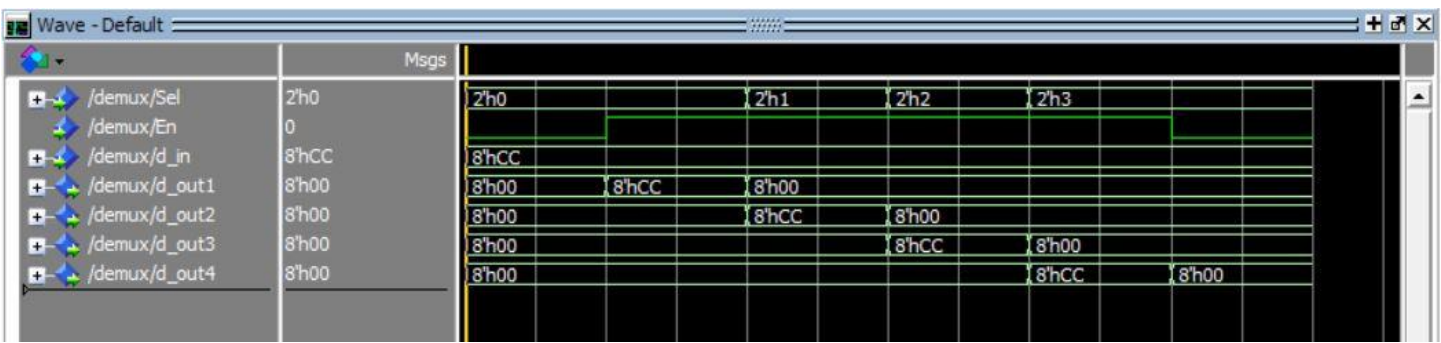 Wave - Default
Msgs
/demux/Sel 2'h0 2'h0 2'h1 2'h2 2'h3
/demux/En 0
/demux/d_in 8'hCC 8'hCC
/demux/d_out1 8'h00 8'h00 8'hCC 8'h00
/demux/d_out2 8'h00 8'h00 8'hCC 8'h00
/demux/d_out3 8'h00 8'h00 8'hCC 8'h00
/demux/d_out4 8'h00 8'h00 8'hCC 8'h00